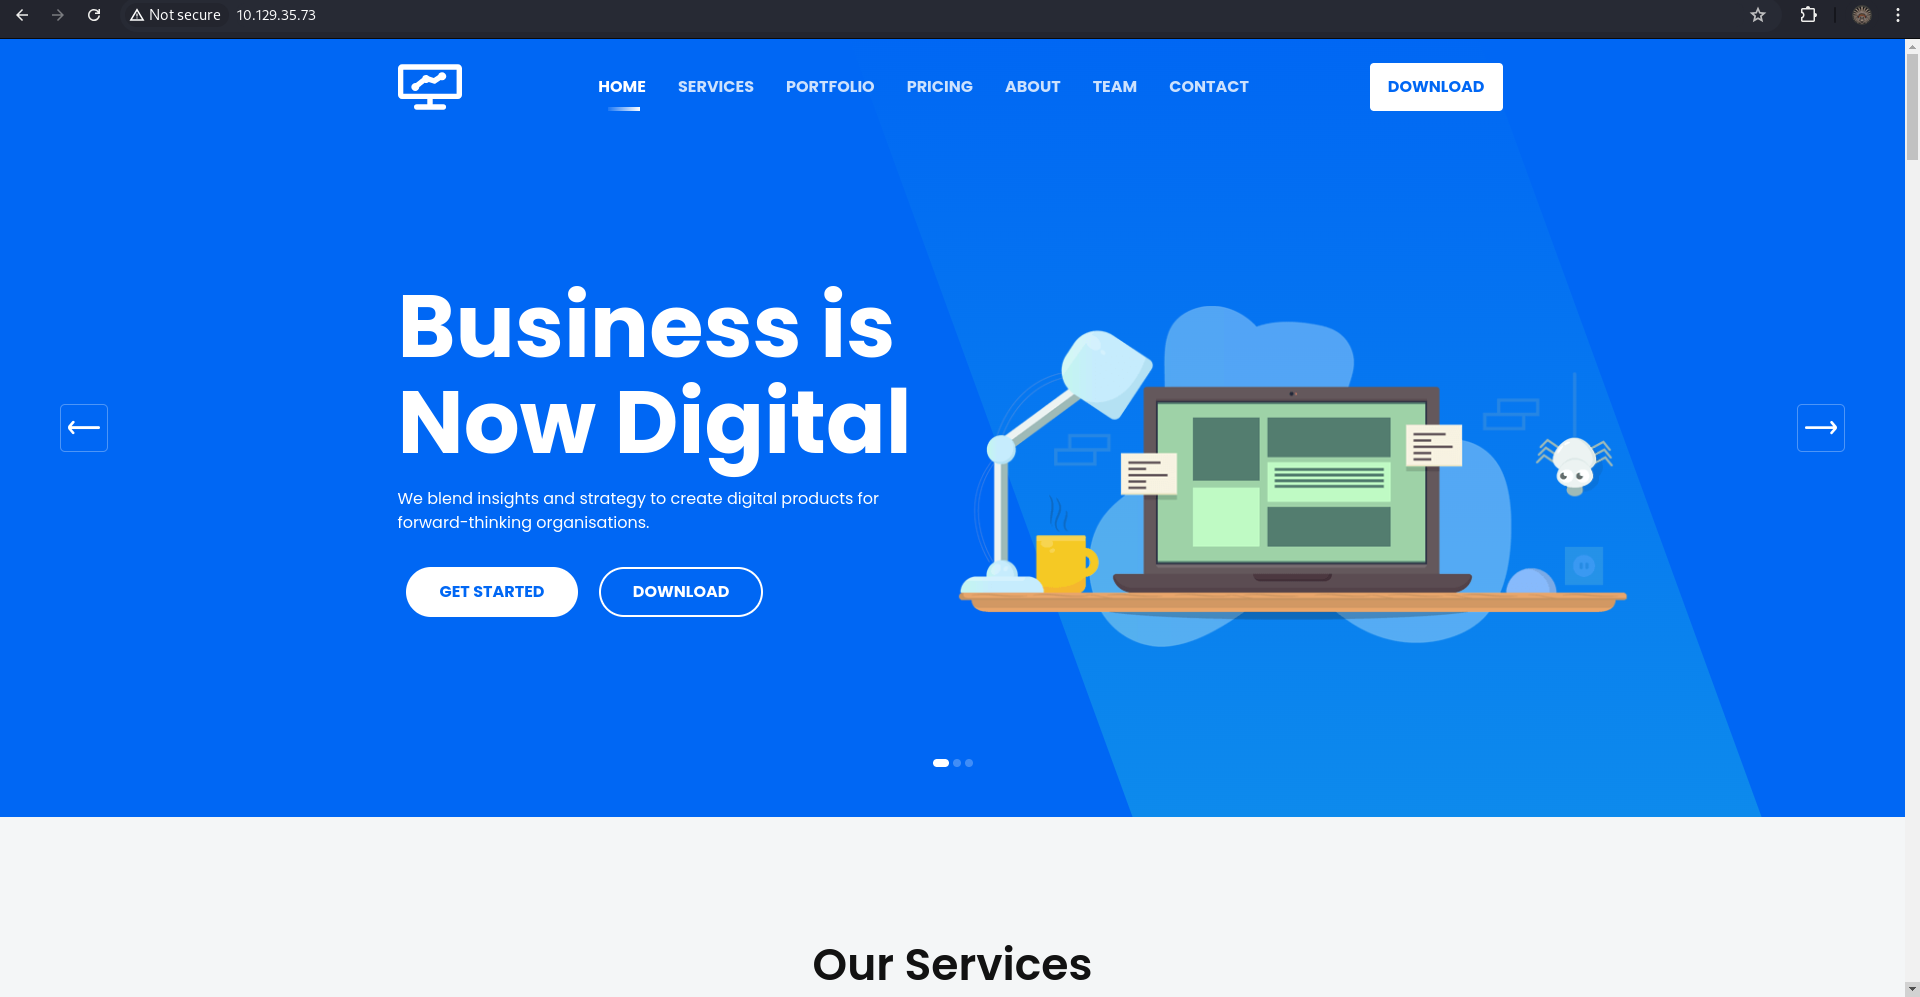 Not secure 10.129.35.73
HOME SERVICES PORTFOLIO PRICING ABOUT TEAM CONTACT DOWNLOAD
Business is
Now Digital
We blend insights and strategy to create digital products for
forward-thinking organisations.
GET STARTED DOWNLOAD
Our Services